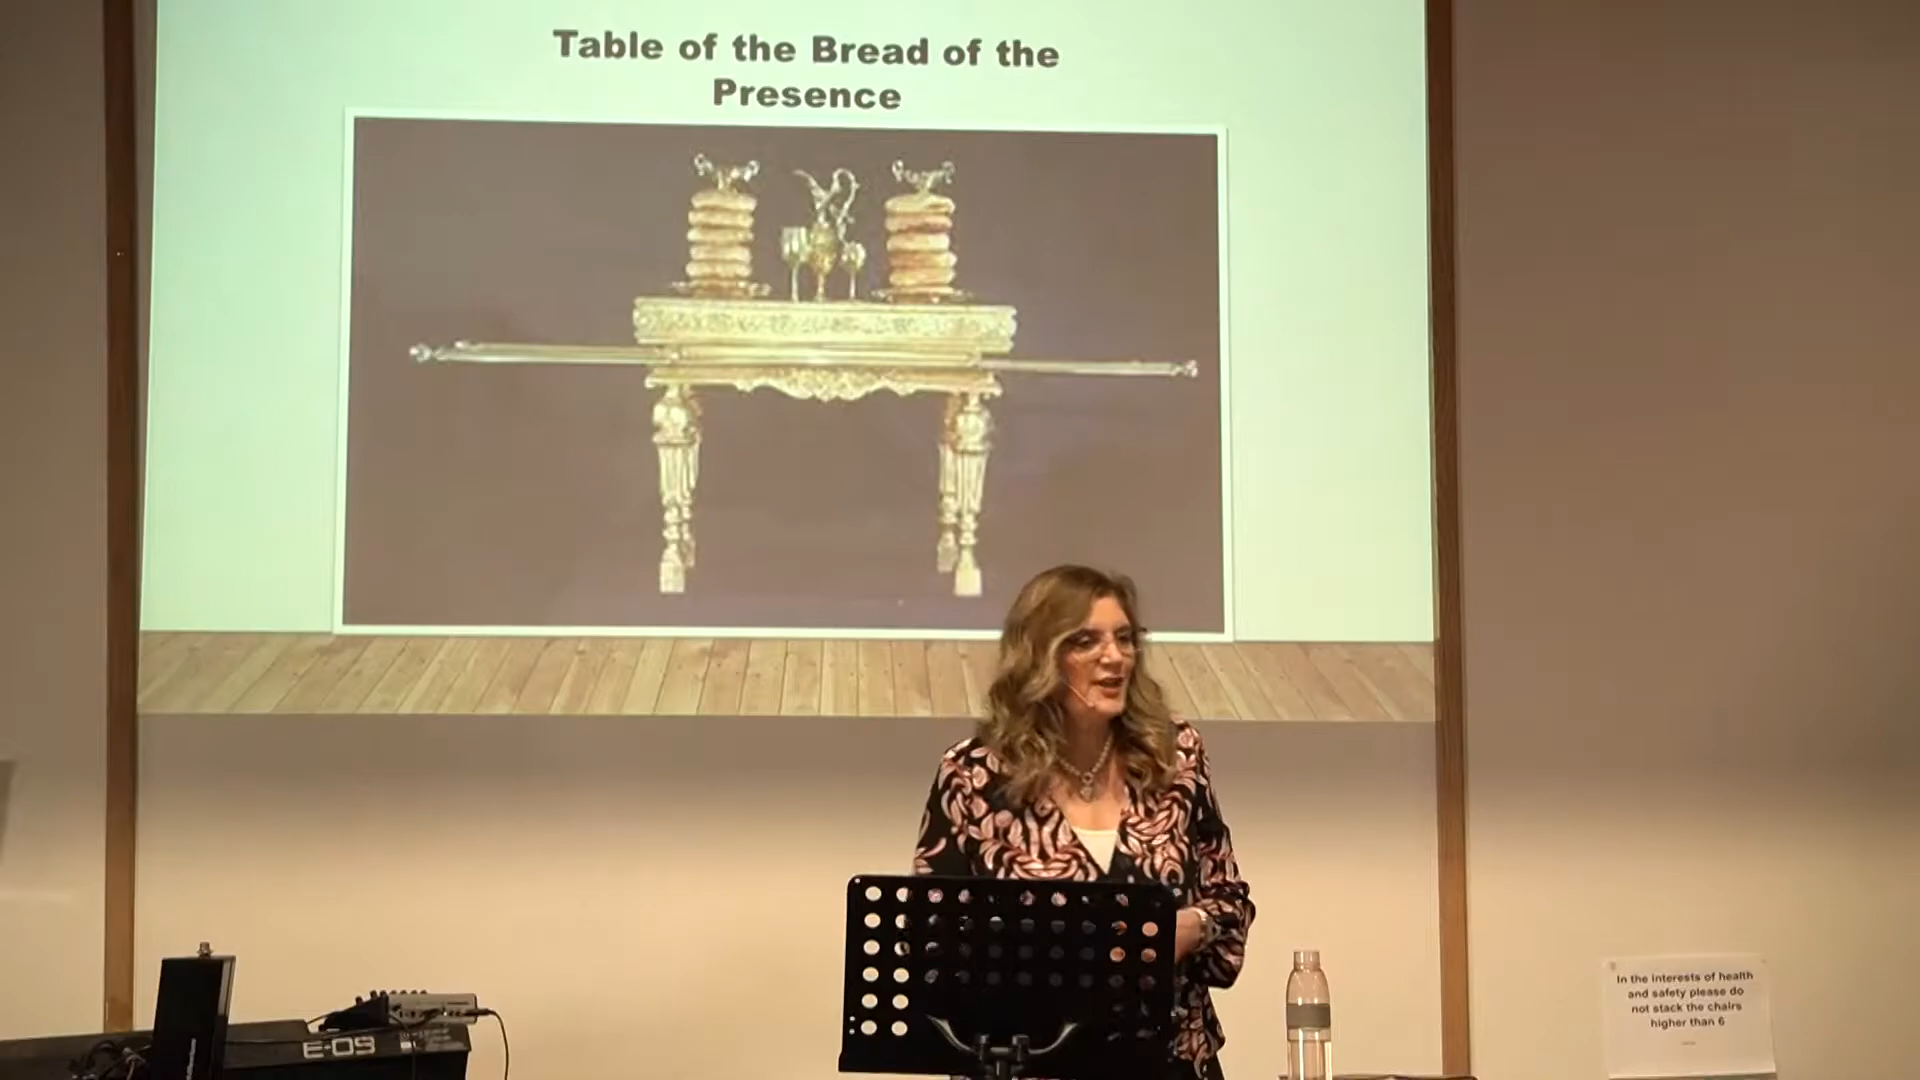 Table of the Bread of the
Presence
E-09
In the interests of health
and safety please do
not stack the chairs
higher than 6